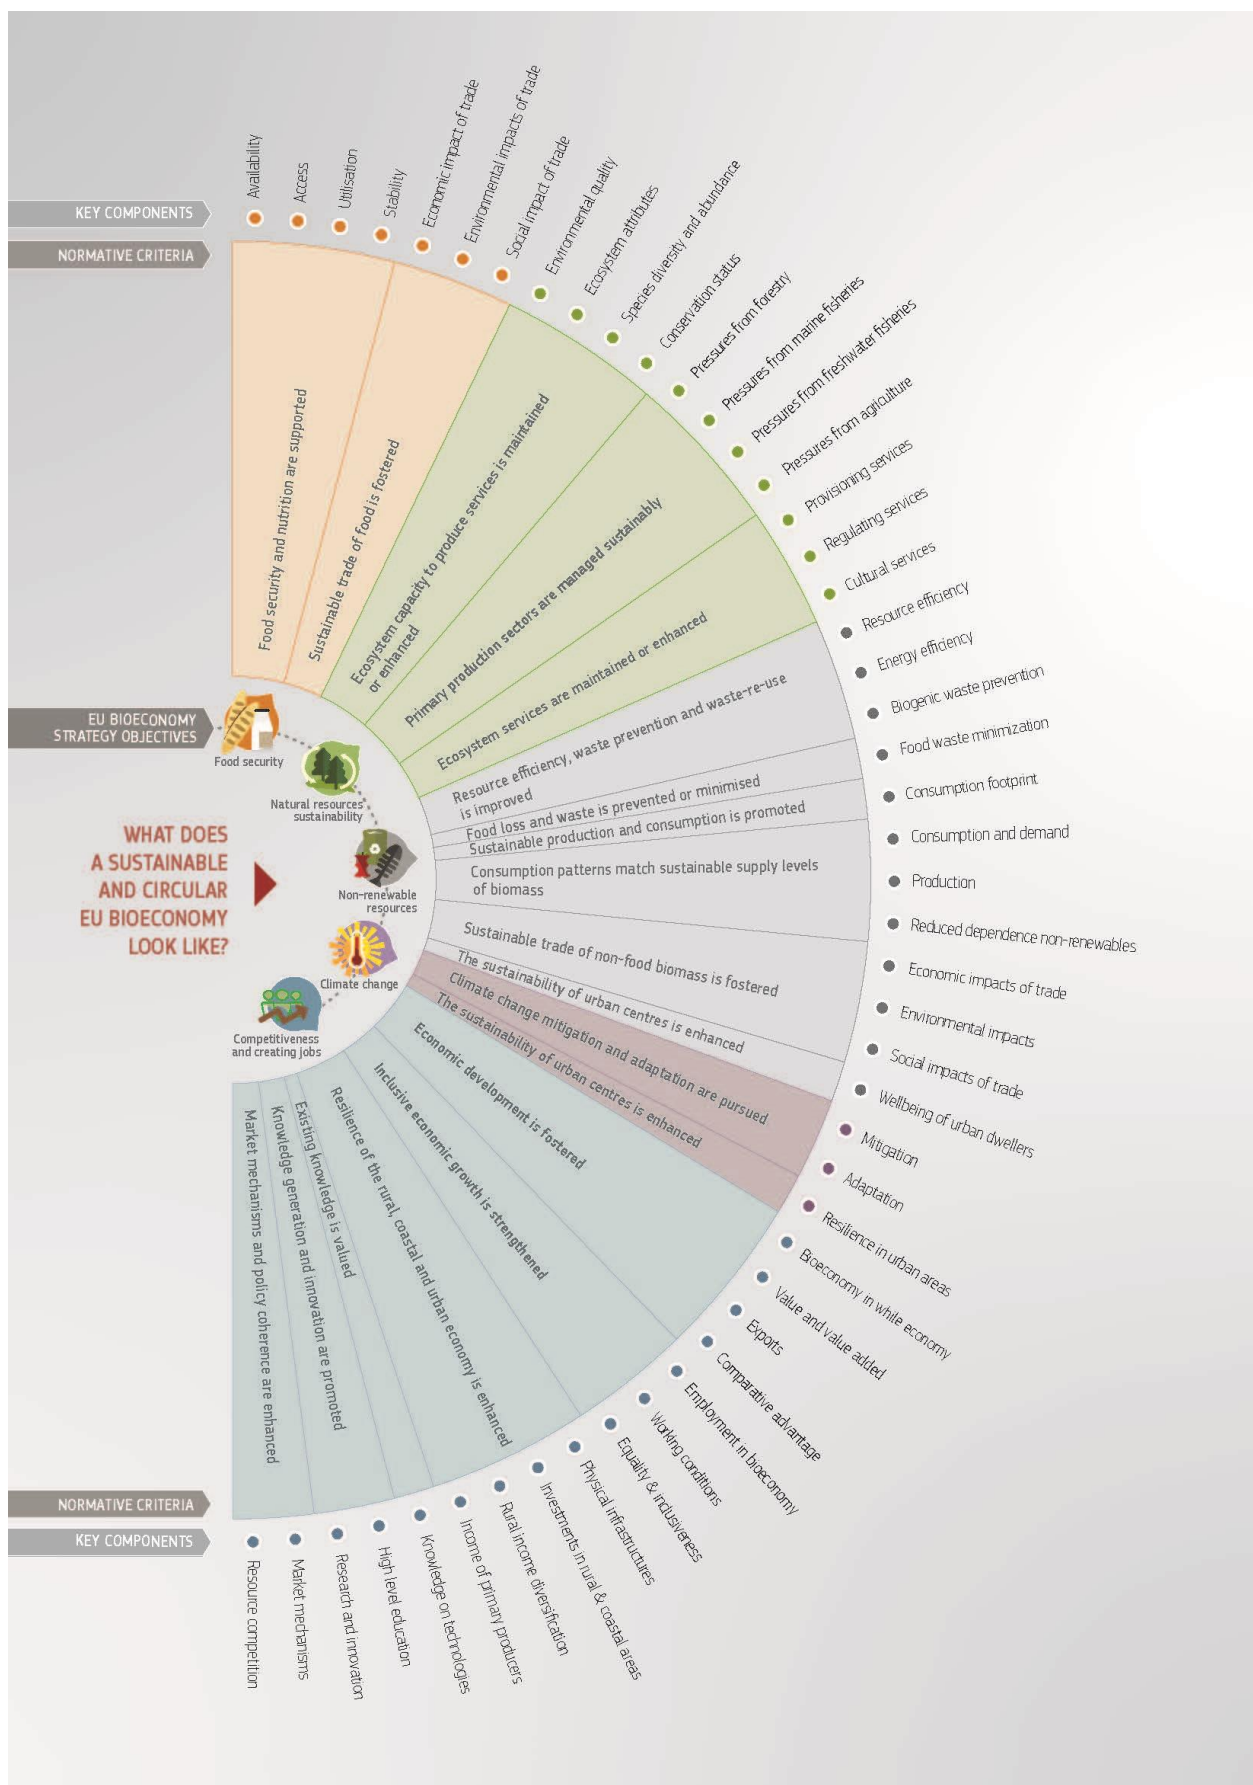 Availability
Access
Utilisation
Stability
Economic impact of trade
Environmental impacts of trade
Social impact of trade
Environmental quality
Ecosystem attributes
Species diversity and abundance
Conservation status
Pressures from forestry
Pressures from marine fisheries
Pressures from freshwater fisheries
Pressures from agriculture
Provisioning services
Regulating services
Cultural services
Resource efficiency
Energy efficiency
Biogenic waste prevention
Food waste minimization
Consumption footprint
Consumption and demand
Production
Reduced dependence non-renewables
Economic impacts of trade
Environmental impacts
Social impacts of trade
Wellbeing of urban dwellers
Mitigation
Adaptation
Resilience in urban areas
Bioeconomy in while economy
Value and value added
Exports
Comparative advantage
Employment in bioeconomy
Working conditions
Equality & inclusiveness
Physical infrastructures
Investments in rural & coastal areas
Rural income diversification
Income of primary producers
Knowledge on technologies
High level education
Research and innovation
Market mechanisms
Resource competition
KEY COMPONENTS
NORMATIVE CRITERIA
Food security and nutrition are supported
Sustainable trade of food is fostered
Ecosystem capacity to produce services is maintained
or enhanced
Primary production sectors are managed sustainably
Ecosystem services are maintained or enhanced
Resource efficiency, waste prevention and waste-re-use
is improved
Food loss and waste is prevented or minimised
Sustainable production and consumption is promoted
Consumption patterns match sustainable supply levels
of biomass
Sustainable trade of non-food biomass is fostered
The sustainability of urban centres is enhanced
Climate change mitigation and adaptation are pursued
The sustainability of urban centres is enhanced
Economic development is fostered
Inclusive economic growth is strengthened
Resilience of the rural, coastal and urban economy is enhanced
Existing knowledge is valued
Knowledge generation and innovation are promoted
Market mechanisms and policy coherence are enhanced
EU BIOECONOMY
STRATEGY OBJECTIVES
Food security
Natural resources
sustainability
Non-renewable
resources
Climate change
Competitiveness
and creating jobs
WHAT DOES
A SUSTAINABLE
AND CIRCULAR
EU BIOECONOMY
LOOK LIKE?
NORMATIVE CRITERIA
KEY COMPONENTS